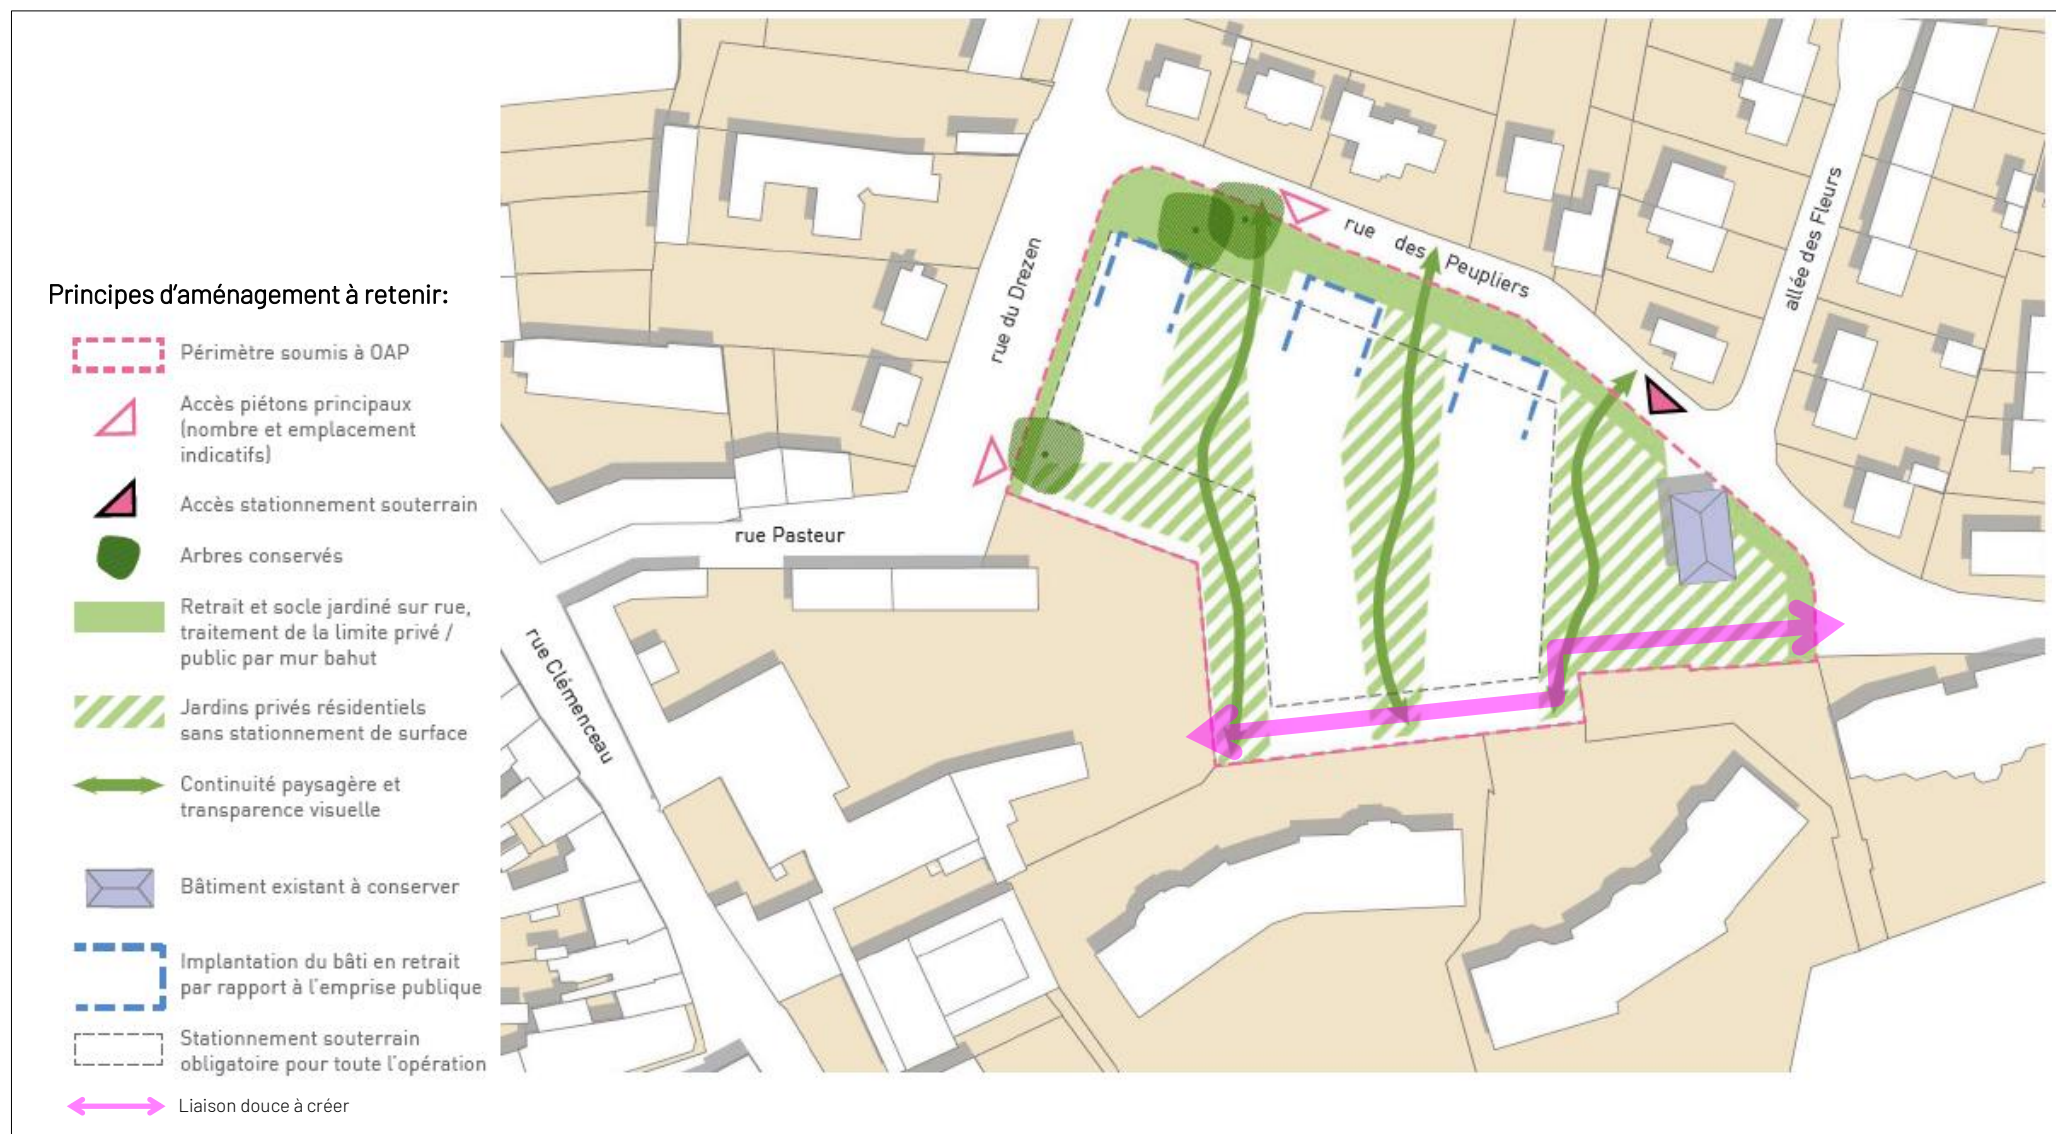 Principes d'aménagement à retenir:
Périmètre soumis à OAP
Accès piétons principaux
(nombre et emplacement
indicatifs)
Accès stationnement souterrain
Arbres conservés
Retrait et socle jardiné sur rue,
traitement de la limite privé /
public par mur bahut
Jardins privés résidentiels
sans stationnement de surface
Continuité paysagère et
transparence visuelle
Bâtiment existant à conserver
Implantation du bâti en retrait
par rapport à l'emprise publique
Stationnement souterrain
obligatoire pour toute l'opération
Liaison douce à créer
rue du Drezen
rue des Peupliers
allée des Fleurs
rue Pasteur
rue Clémenceau